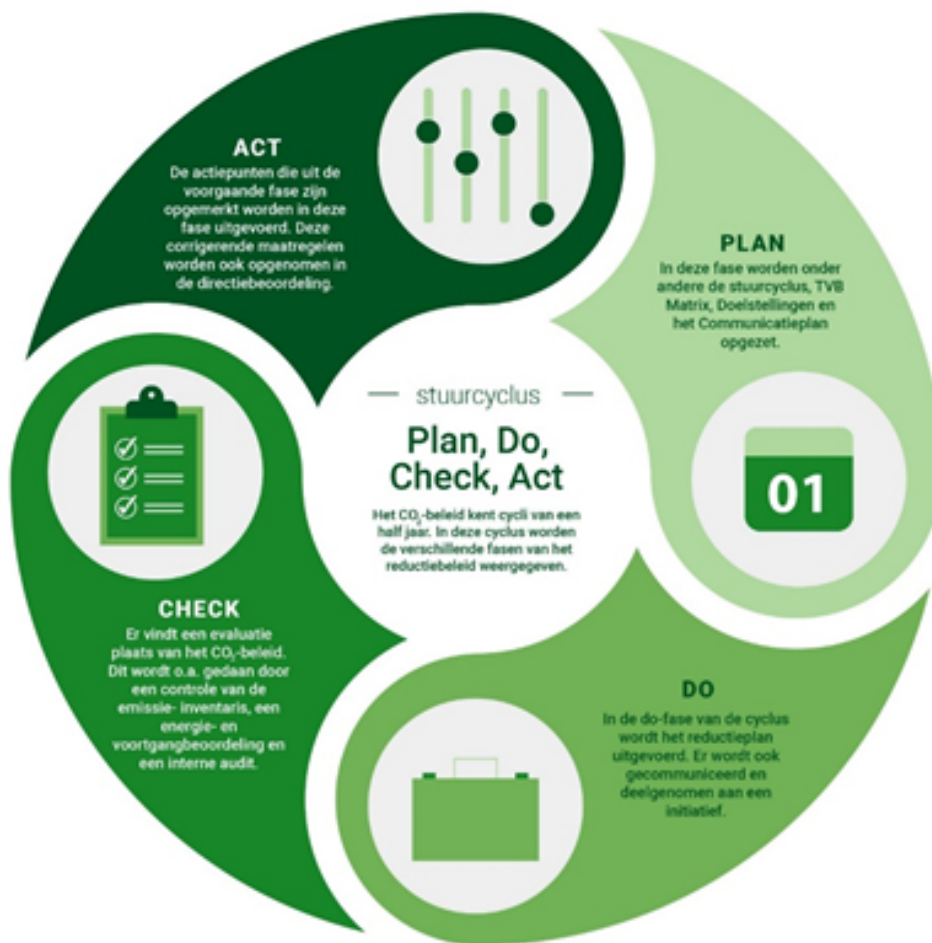 stuurcyclus
Plan, Do,
Check, Act
Het CO₂-beleid kent cycli van een
half jaar. In deze cyclus worden
de verschillende fasen van het
reductiebeleid weergegeven.
PLAN
In deze fase worden onder
andere de stuurcyclus, TVB
Matrix, Doelstellingen en
het Communicatieplan
opgezet.
01
DO
In de do-fase van de cyclus
wordt het reductieplan
uitgevoerd. Er wordt ook
gecommuniceerd en
deelgenomen aan een
initiatief.
CHECK
Er vindt een evaluatie
plaats van het CO₂-beleid.
Dit wordt o.a. gedaan door
een controle van de
emissie- inventaris, een
energie- en
voortgangbeoordeling en
een interne audit.
ACT
De actiepunten die uit de
voorgaande fase zijn
opgemerkt worden in deze
fase uitgevoerd. Deze
corrigerende maatregelen
worden ook opgenomen in
de directiebeoordeling.